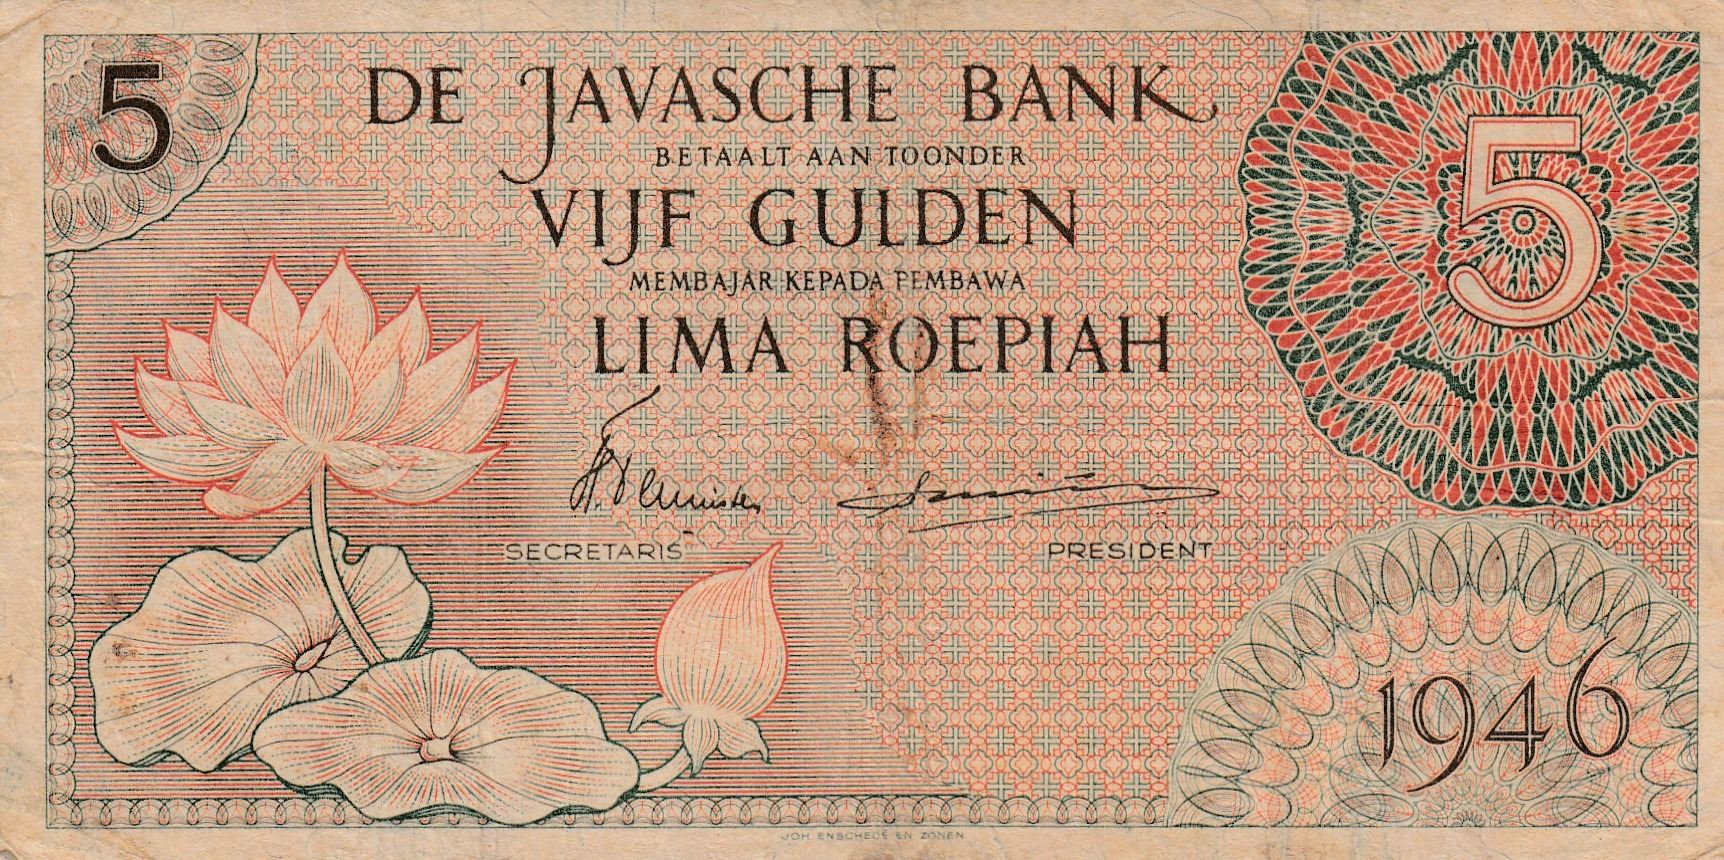 5
DE JAVASCHE BANK
BETAALT AAN TOONDER
5
VIJF GULDEN
MEMBAJAR KEPADA PEMBAWA
LIMA ROEPIAH
SECRETARIS
PRESIDENT
1946
JOH. ENSCHEDÉ EN ZONEN